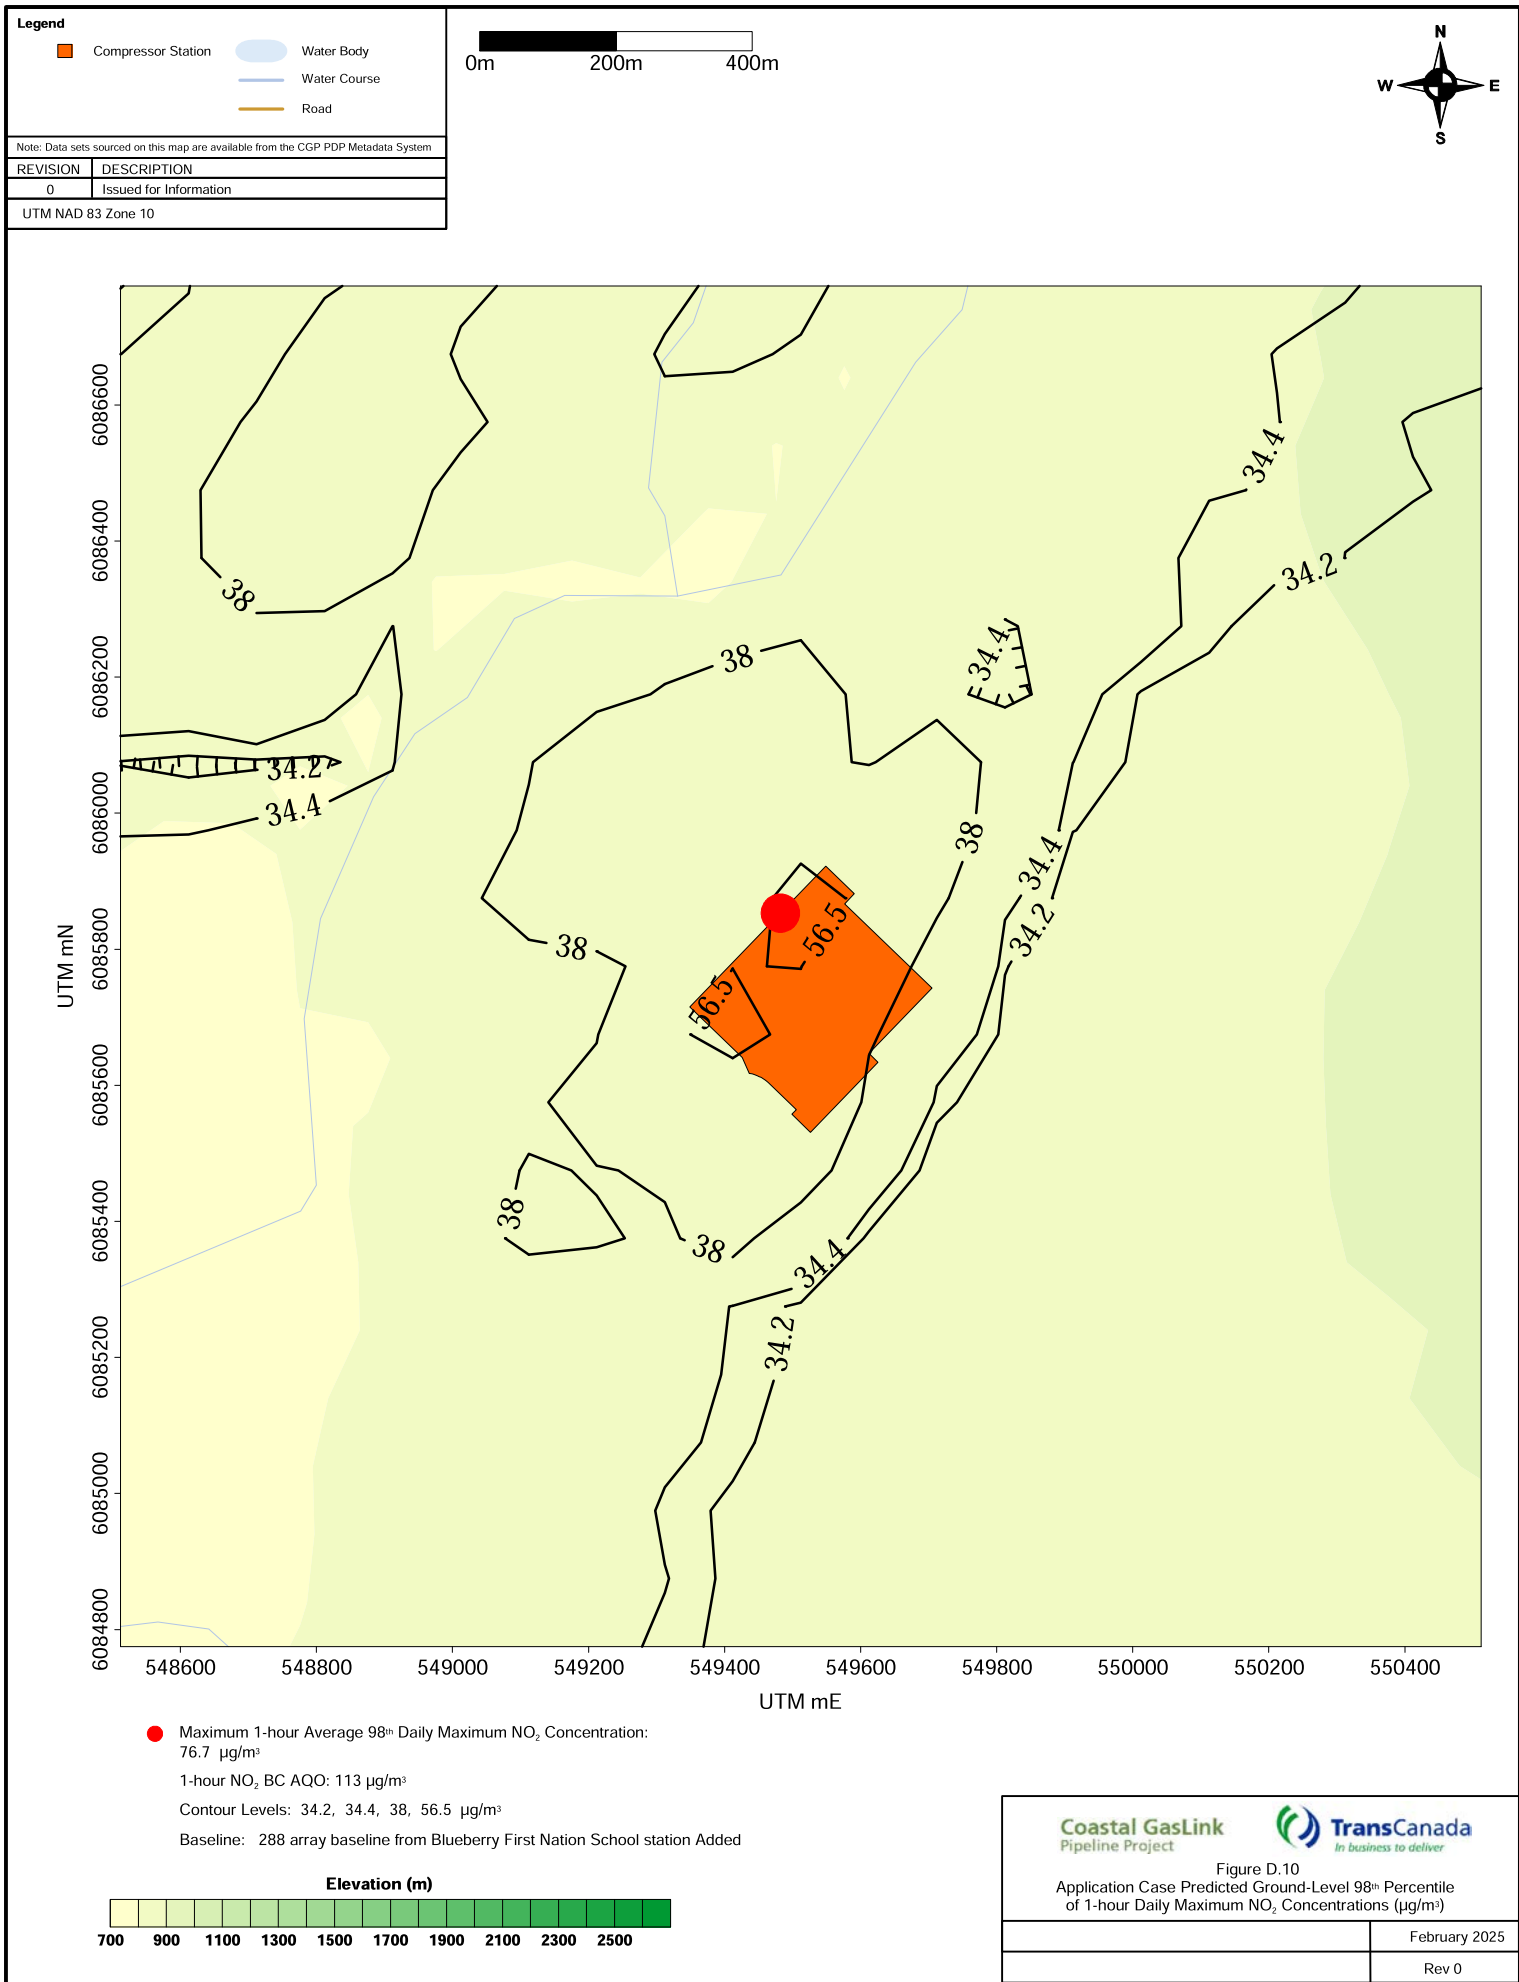 Legend
Compressor Station
Water Body
Water Course
Road
Note: Data sets sourced on this map are available from the CGP PDP Metadata System
REVISION DESCRIPTION
0 Issued for Information
UTM NAD 83 Zone 10
0m 200m 400m
N
W E
S
6086600
6086400
6086200
6086000
6085800
6085600
6085400
6085200
6085000
6084800
UTM mN
34.4
34.2
38
38
34.4
34.2
34.4
38
34.4
34.2
56.5
38
56.5
38
38
34.4
34.2
548600 548800 549000 549200 549400 549600 549800 550000 550200 550400
UTM mE
Maximum 1-hour Average 98th Daily Maximum NO₂ Concentration:
76.7 µg/m³
1-hour NO₂ BC AQO: 113 µg/m³
Contour Levels: 34.2, 34.4, 38, 56.5 µg/m³
Baseline: 288 array baseline from Blueberry First Nation School station Added
Elevation (m)
700 900 1100 1300 1500 1700 1900 2100 2300 2500
Coastal GasLink
Pipeline Project
TransCanada
In business to deliver
Figure D.10
Application Case Predicted Ground-Level 98th Percentile
of 1-hour Daily Maximum NO₂ Concentrations (µg/m³)
February 2025
Rev 0